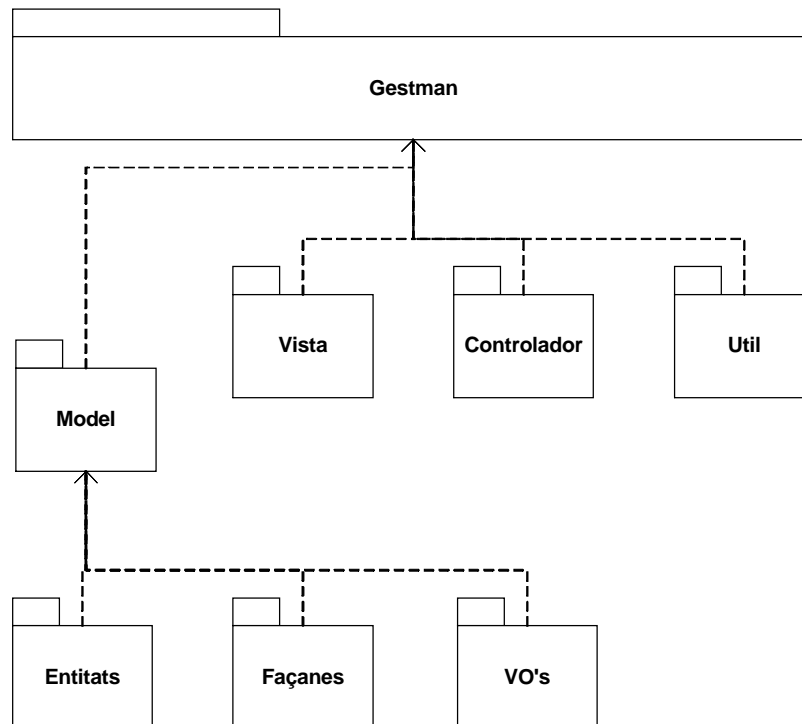 Gestman
Vista
Controlador
Util
Model
Entitats
Façanes
VO's